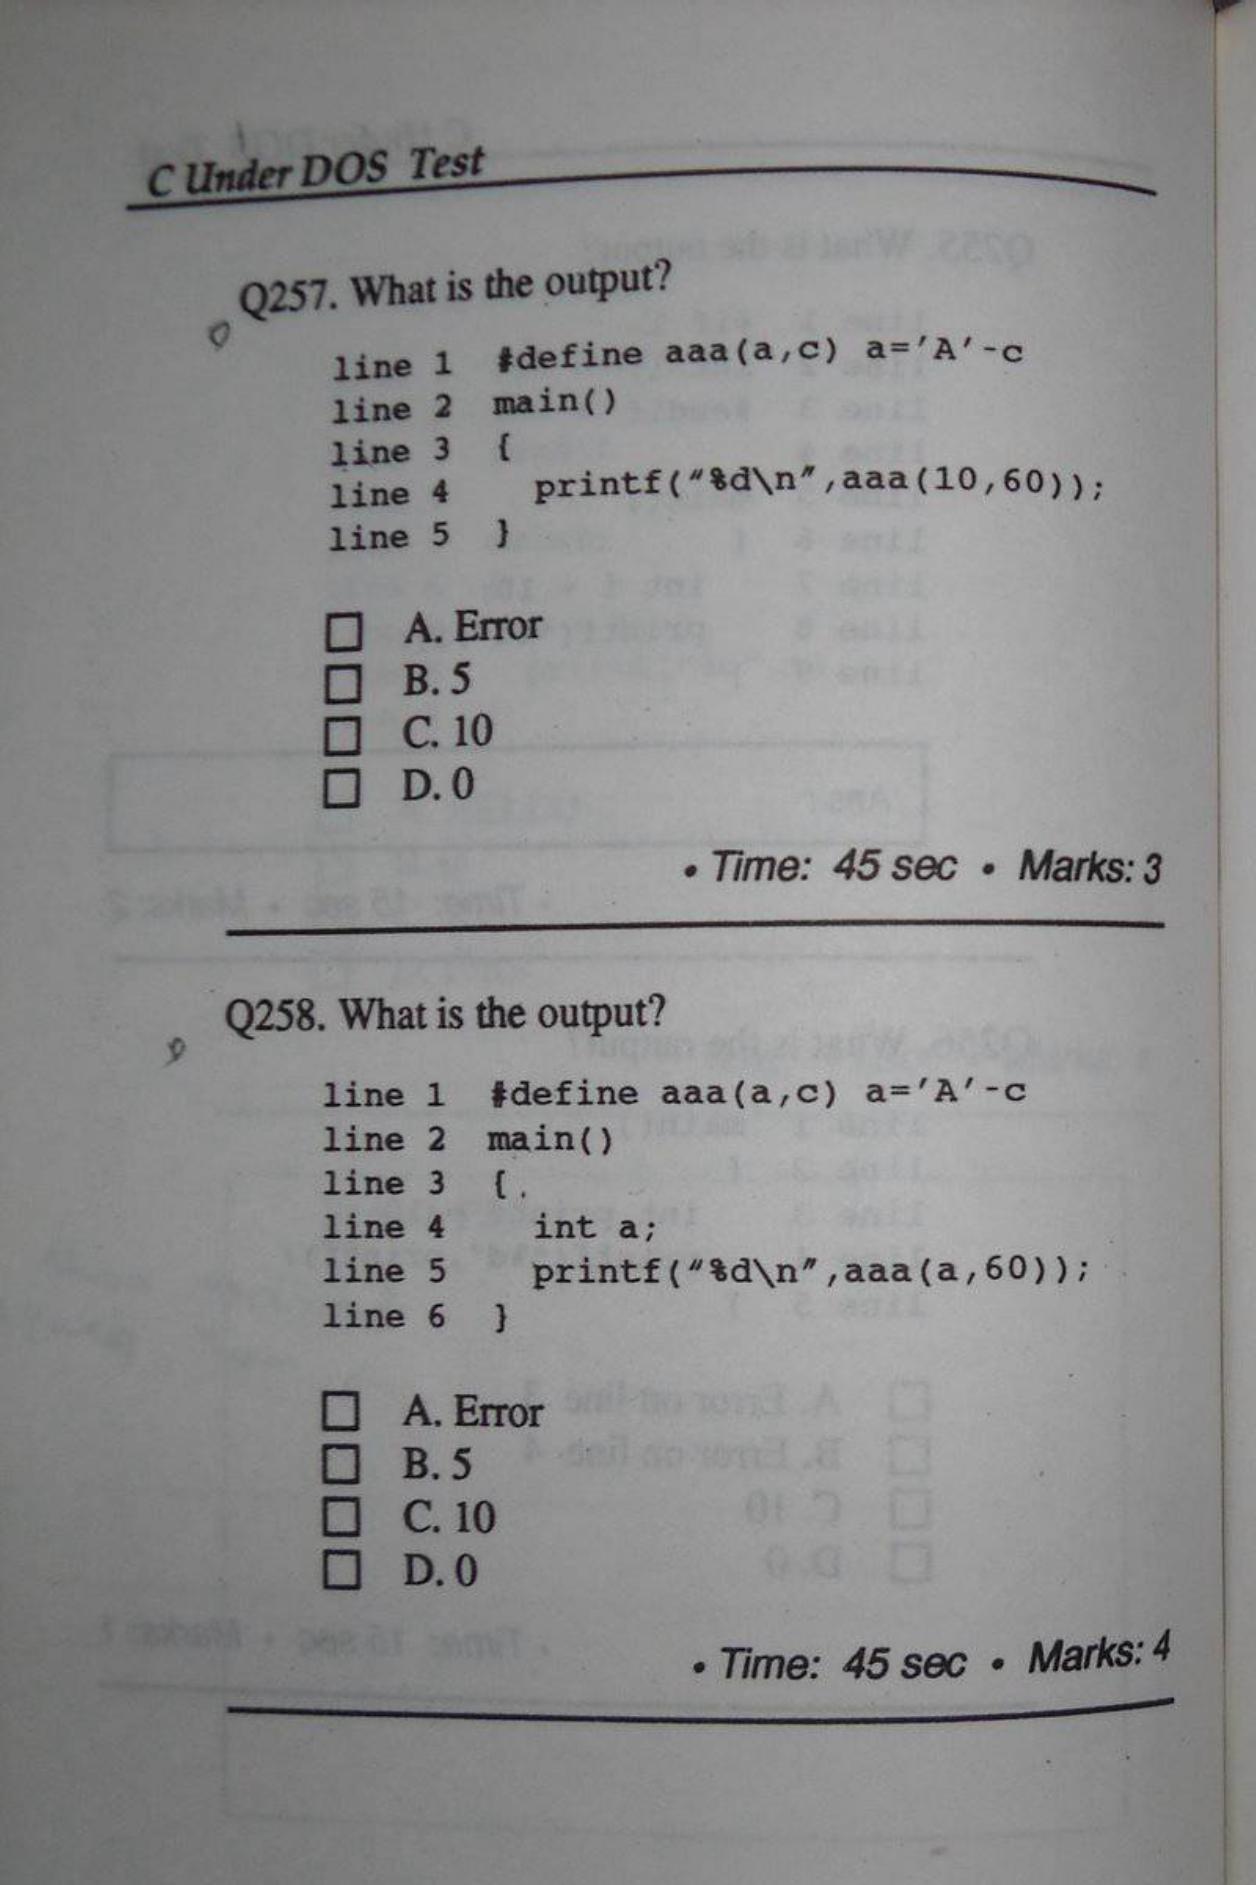 C Under DOS Test
Q257. What is the output?
line 1 #define aaa(a,c) a='A'-c
line 2 main()
line 3 {
line 4 printf("%d\n",aaa(10,60));
line 5 }
A. Error
B. 5
C. 10
D. 0
• Time: 45 sec • Marks: 3
Q258. What is the output?
line 1 #define aaa(a,c) a='A'-c
line 2 main()
line 3 {
line 4 int a;
line 5 printf("%d\n",aaa(a,60));
line 6 }
A. Error
B. 5
C. 10
D. 0
• Time: 45 sec • Marks: 4